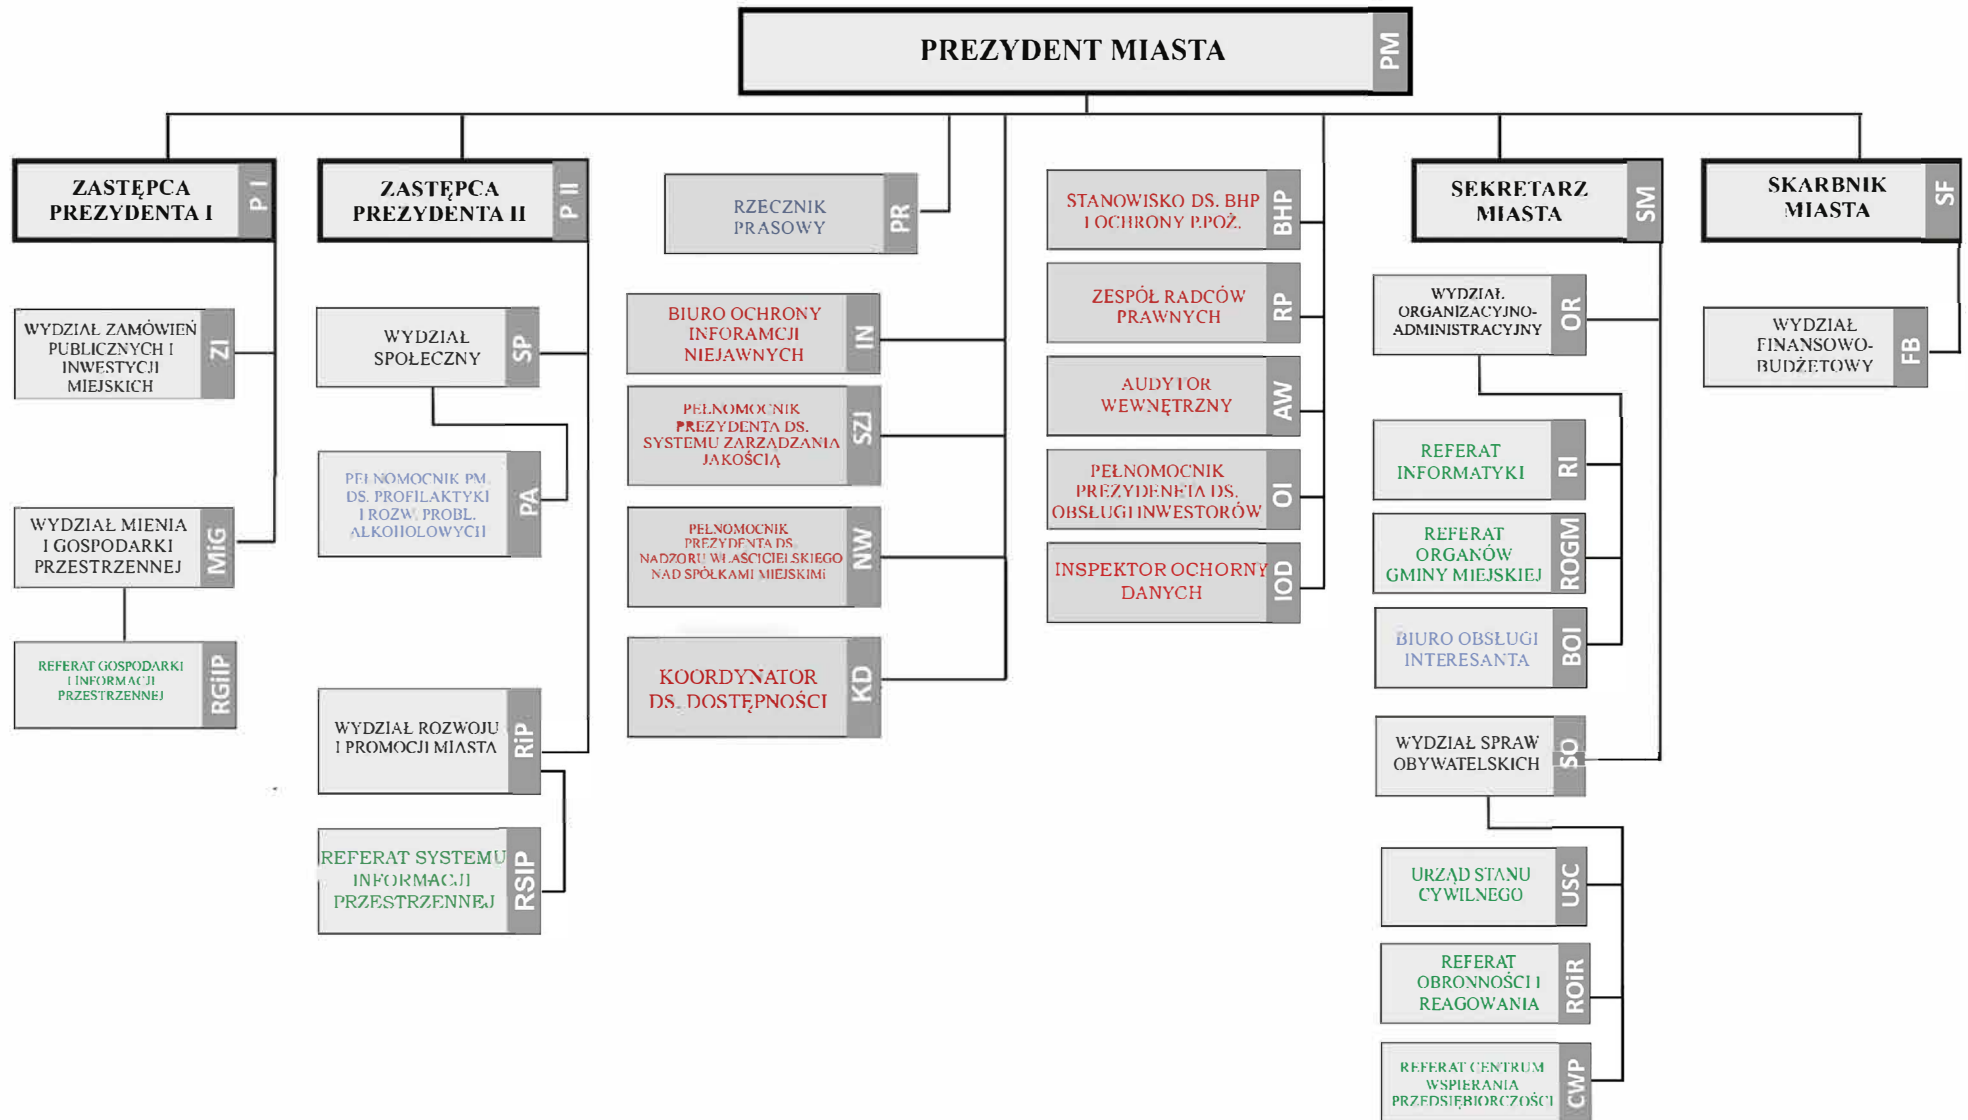 PREZYDENT MIASTA
PM
ZASTĘPCA
PREZYDENTA I
P I
ZASTĘPCA
PREZYDENTA II
P II
RZECZNIK
PRASOWY
PR
STANOWISKO DS. BHP
I OCHRONY P.POŻ.
BHP
SEKRETARZ
MIASTA
SM
SKARBNIK
MIASTA
SF
WYDZIAŁ ZAMÓWIEŃ
PUBLICZNYCH I
INWESTYCJI
MIEJSKICH
ZI
WYDZIAŁ MIENIA
I GOSPODARKI
PRZESTRZENNEJ
MiG
REFERAT GOSPODARKI
I INFORMACJI
PRZESTRZENNEJ
RGiIP
WYDZIAŁ
SPOŁECZNY
SP
PEŁNOMOCNIK PM.
DS. PROFILAKTYKI
I ROZW. PROBL.
ALKOHOLOWYCH
PA
WYDZIAŁ ROZWOJU
I PROMOCJI MIASTA
RiP
REFERAT SYSTEMU
INFORMACJI
PRZESTRZENNEJ
RSIP
BIURO OCHRONY
INFORAMCJI
NIEJAWNYCH
IN
PEŁNOMOCNIK
PREZYDENTA DS.
SYSTEMU ZARZĄDZANIA
JAKOŚCIĄ
SZJ
PEŁNOMOCNIK
PREZYDENTA DS.
NADZORU WŁAŚCICIELSKIEGO
NAD SPÓŁKAMI MIEJSKIMI
NW
KOORDYNATOR
DS. DOSTĘPNOŚCI
KD
ZESPÓŁ RADCÓW
PRAWNYCH
RP
AUDYTOR
WEWNĘTRZNY
AW
PEŁNOMOCNIK
PREZYDENETA DS.
OBSŁUGI INWESTORÓW
OI
INSPEKTOR OCHORNY
DANYCH
IOD
WYDZIAŁ
ORGANIZACYJNO-
ADMINISTRACYJNY
OR
REFERAT
INFORMATYKI
RI
REFERAT
ORGANÓW
GMINY MIEJSKIEJ
ROGM
BIURO OBSŁUGI
INTERESANTA
BOI
WYDZIAŁ SPRAW
OBYWATELSKICH
SO
URZĄD STANU
CYWILNEGO
USC
REFERAT
OBRONNOŚCI I
REAGOWANIA
ROiR
REFERAT CENTRUM
WSPIERANIA
PRZEDSIĘBIORCZOŚCI
CWP
WYDZIAŁ
FINANSOWO-
BUDŻETOWY
FB